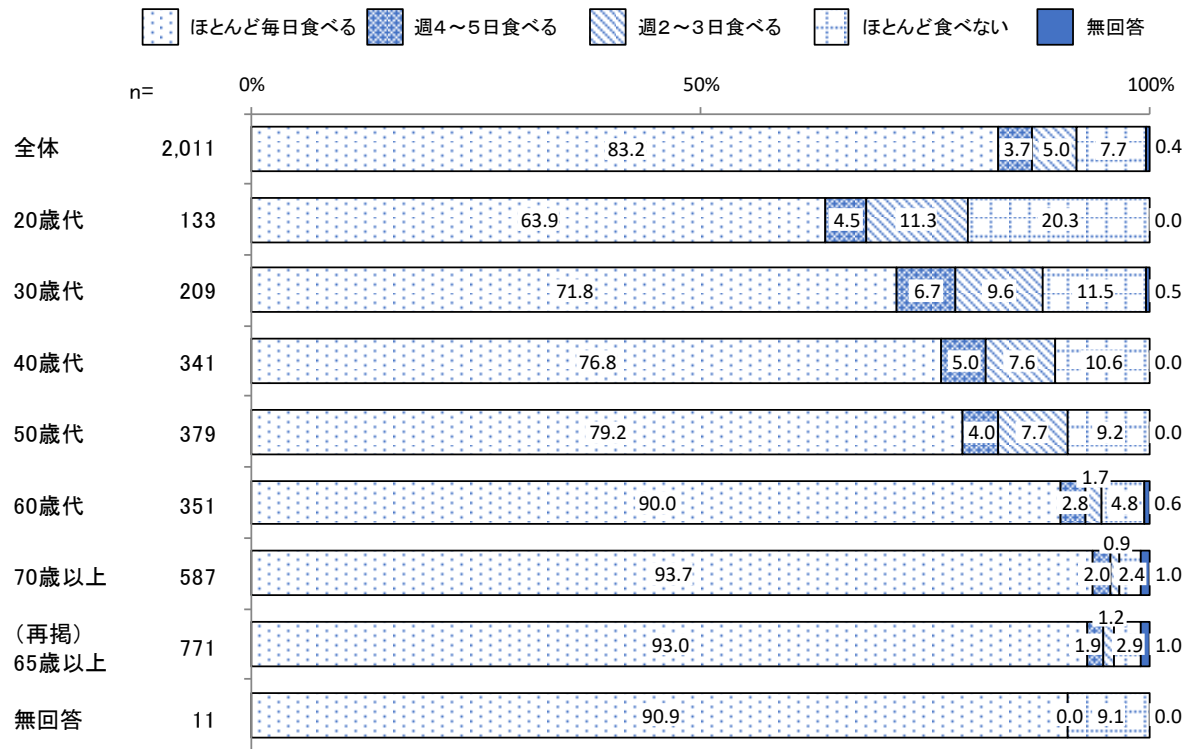 ほとんど毎日食べる 週４～５日食べる 週２～３日食べる ほとんど食べない 無回答
n= 0% 50% 100%
全体 2,011 83.2 3.7 5.0 7.7 0.4
20歳代 133 63.9 4.5 11.3 20.3 0.0
30歳代 209 71.8 6.7 9.6 11.5 0.5
40歳代 341 76.8 5.0 7.6 10.6 0.0
50歳代 379 79.2 4.0 7.7 9.2 0.0
60歳代 351 90.0 2.8 1.7 4.8 0.6
70歳以上 587 93.7 2.0 0.9 2.4 1.0
（再掲）
65歳以上 771 93.0 1.9 1.2 2.9 1.0
無回答 11 90.9 0.0 9.1 0.0